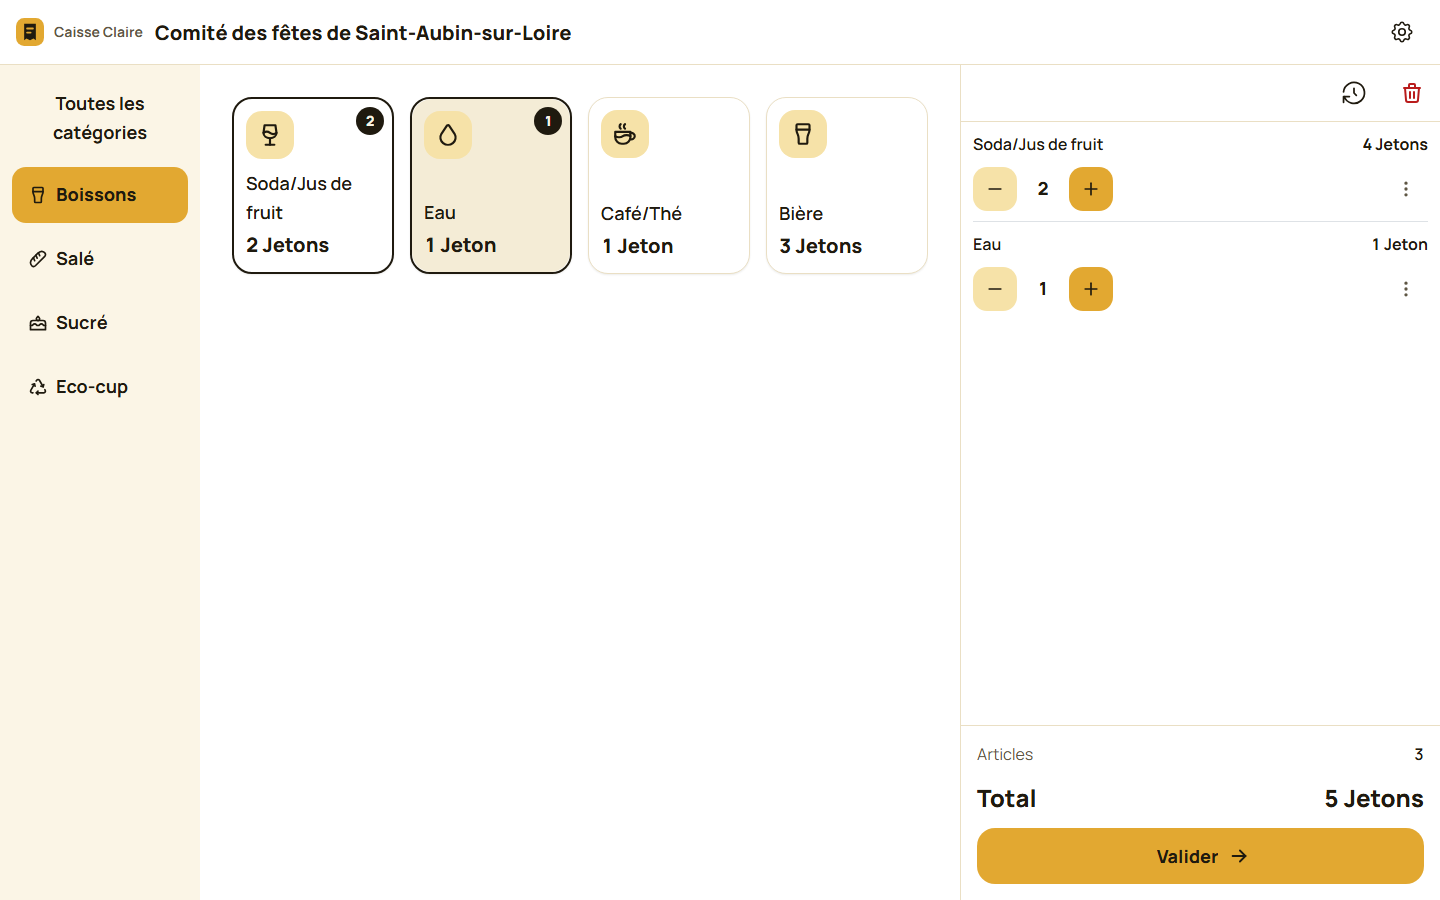 Caisse Claire
Comité des fêtes de Saint-Aubin-sur-Loire
Toutes les
catégories
Boissons
Salé
Sucré
Eco-cup
2
Soda/Jus de
fruit
2 Jetons
1
Eau
1 Jeton
Café/Thé
1 Jeton
Bière
3 Jetons
Soda/Jus de fruit
4 Jetons
2
Eau
1 Jeton
1
Articles
3
Total
5 Jetons
Valider